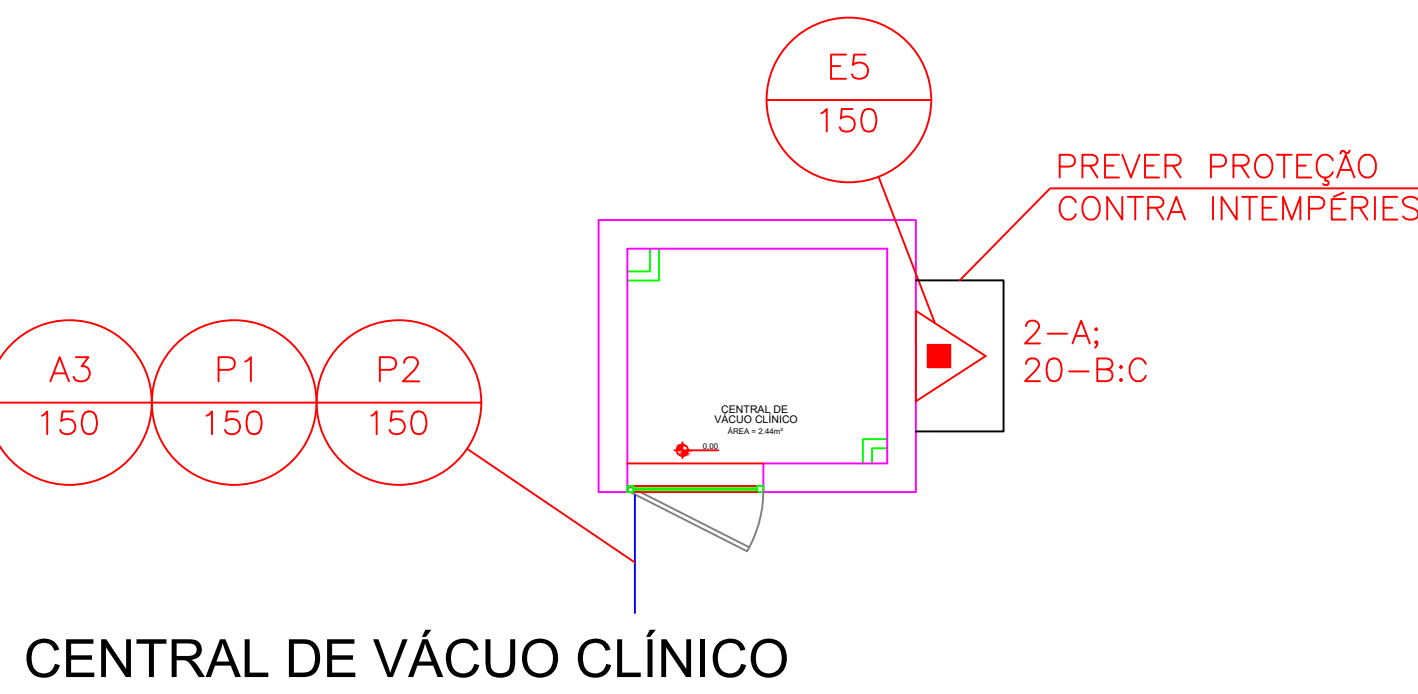 E5
150
PREVER PROTEÇÃO
CONTRA INTEMPÉRIES
A3
150
P1
150
P2
150
2-A;
20-B:C
CENTRAL DE
VÁCUO CLÍNICO
ÁREA = 2.44m²
0.00
CENTRAL DE VÁCUO CLÍNICO